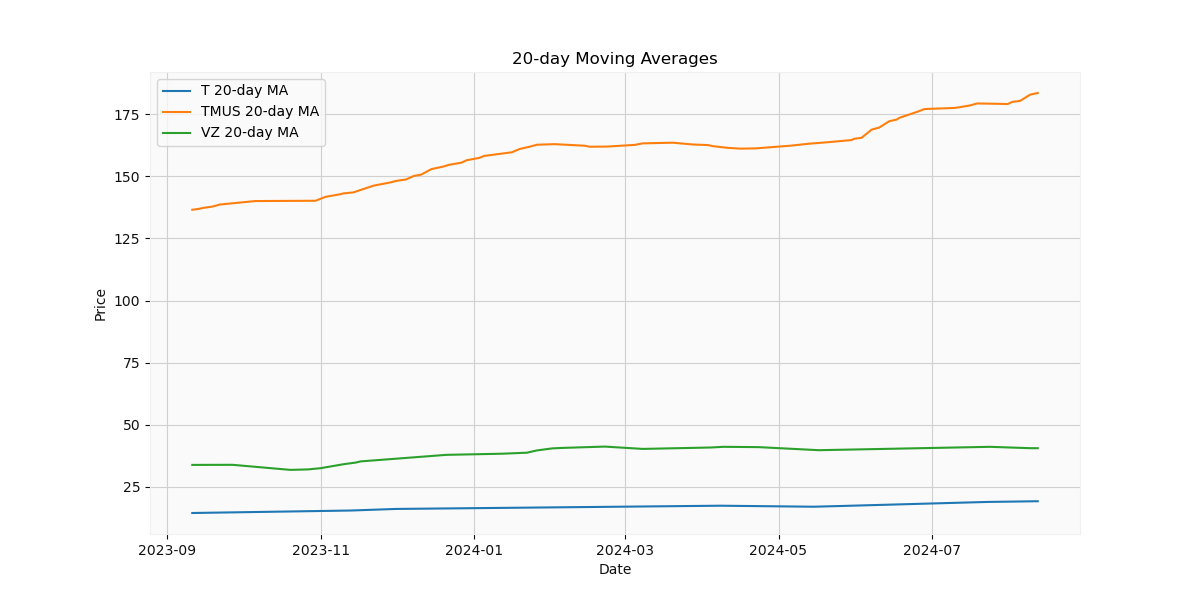 20-day Moving Averages
T 20-day MA
TMUS 20-day MA
VZ 20-day MA
Price
175
150
125
100
75
50
25
2023-09 2023-11 2024-01 2024-03 2024-05 2024-07
Date